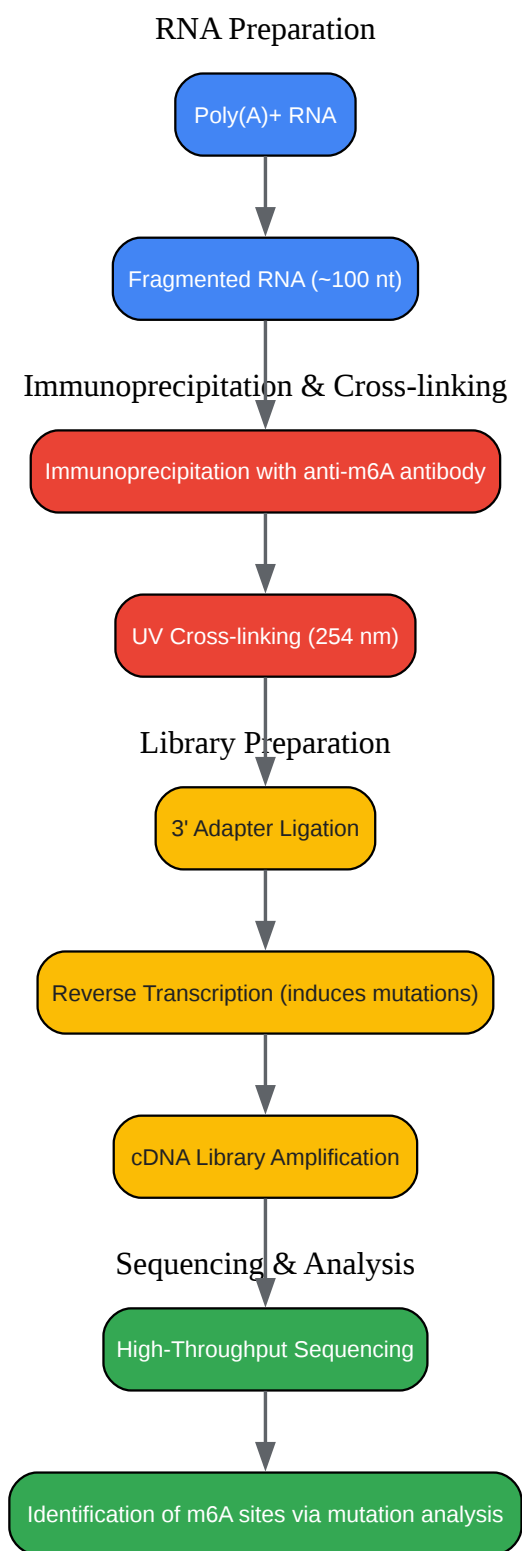 RNA Preparation
Poly(A)+ RNA
Fragmented RNA (~100 nt)
Immunoprecipitation & Cross-linking
Immunoprecipitation with anti-m6A antibody
UV Cross-linking (254 nm)
Library Preparation
3' Adapter Ligation
Reverse Transcription (induces mutations)
cDNA Library Amplification
Sequencing & Analysis
High-Throughput Sequencing
Identification of m6A sites via mutation analysis